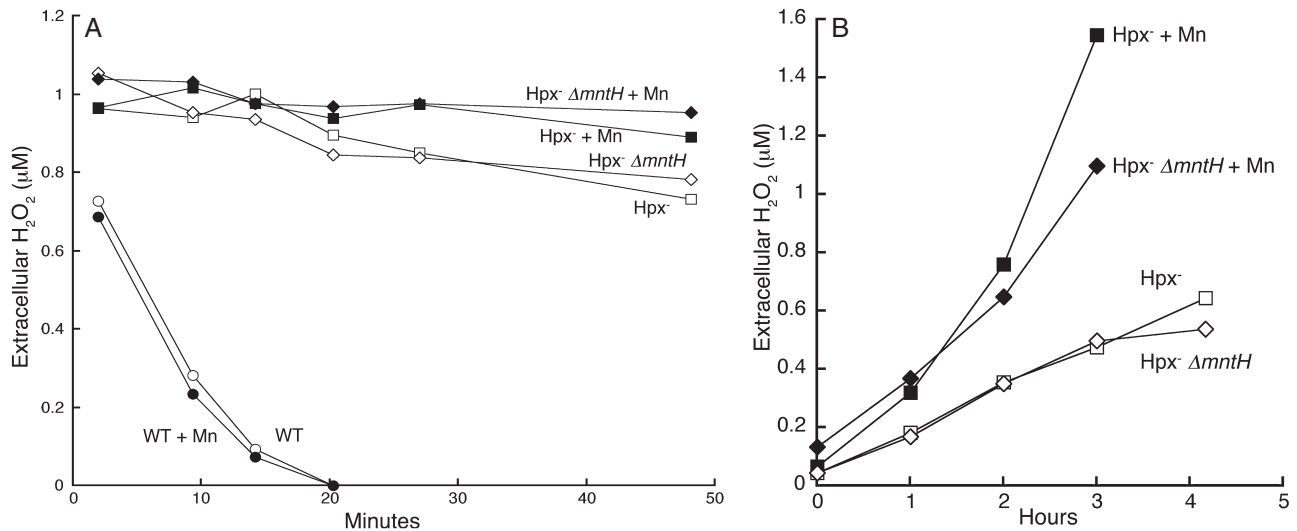 A
Extracellular H2O2 (μM)
1.2
1
0.8
0.6
0.4
0.2
0
Hpx- ΔmntH + Mn
Hpx- + Mn
Hpx- ΔmntH
Hpx-
WT + Mn
WT
0 10 20 30 40 50
Minutes
B
Extracellular H2O2 (μM)
1.6
1.4
1.2
1
0.8
0.6
0.4
0.2
0
Hpx- + Mn
Hpx- ΔmntH + Mn
Hpx-
Hpx- ΔmntH
0 1 2 3 4 5
Hours